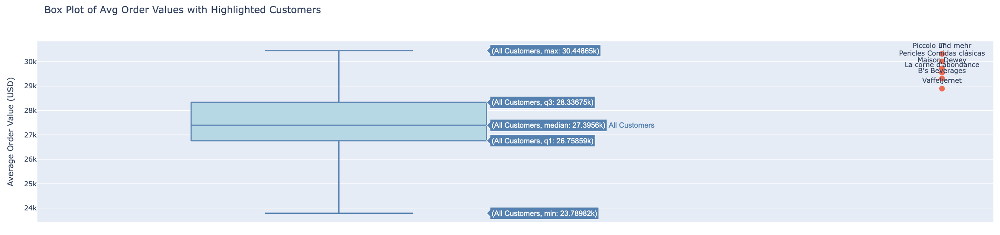 Box Plot of Avg Order Values with Highlighted Customers
Average Order Value (USD)
30k
29k
28k
27k
26k
25k
24k
(All Customers, max: 30.44865k)
(All Customers, q3: 28.33675k)
(All Customers, median: 27.3956k) All Customers
(All Customers, q1: 26.75859k)
(All Customers, min: 23.78982k)
Piccolo und mehr
IT
Pericles Comidas clásicas
Maison Dewey
La corne d'abondance
B's Beverages
Vaffeljernet